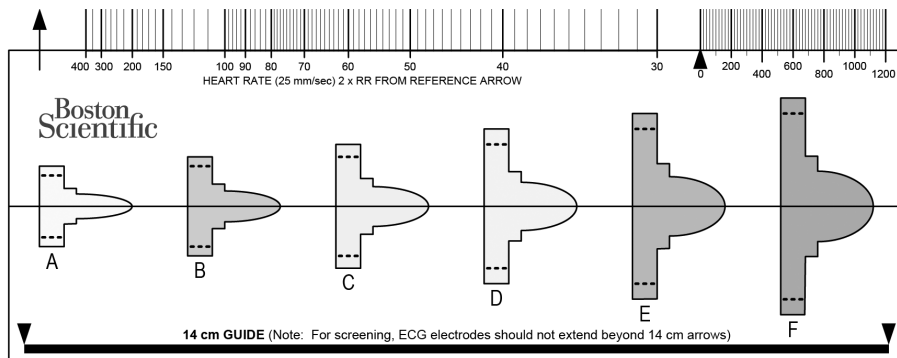 400 300 200 150 100 90 80 70 60 50 40 30 0 200 400 600 800 1000 1200
HEART RATE (25 mm/sec) 2 x RR FROM REFERENCE ARROW
Boston
Scientific
A
B
C
D
E
F
14 cm GUIDE (Note: For screening, ECG electrodes should not extend beyond 14 cm arrows)